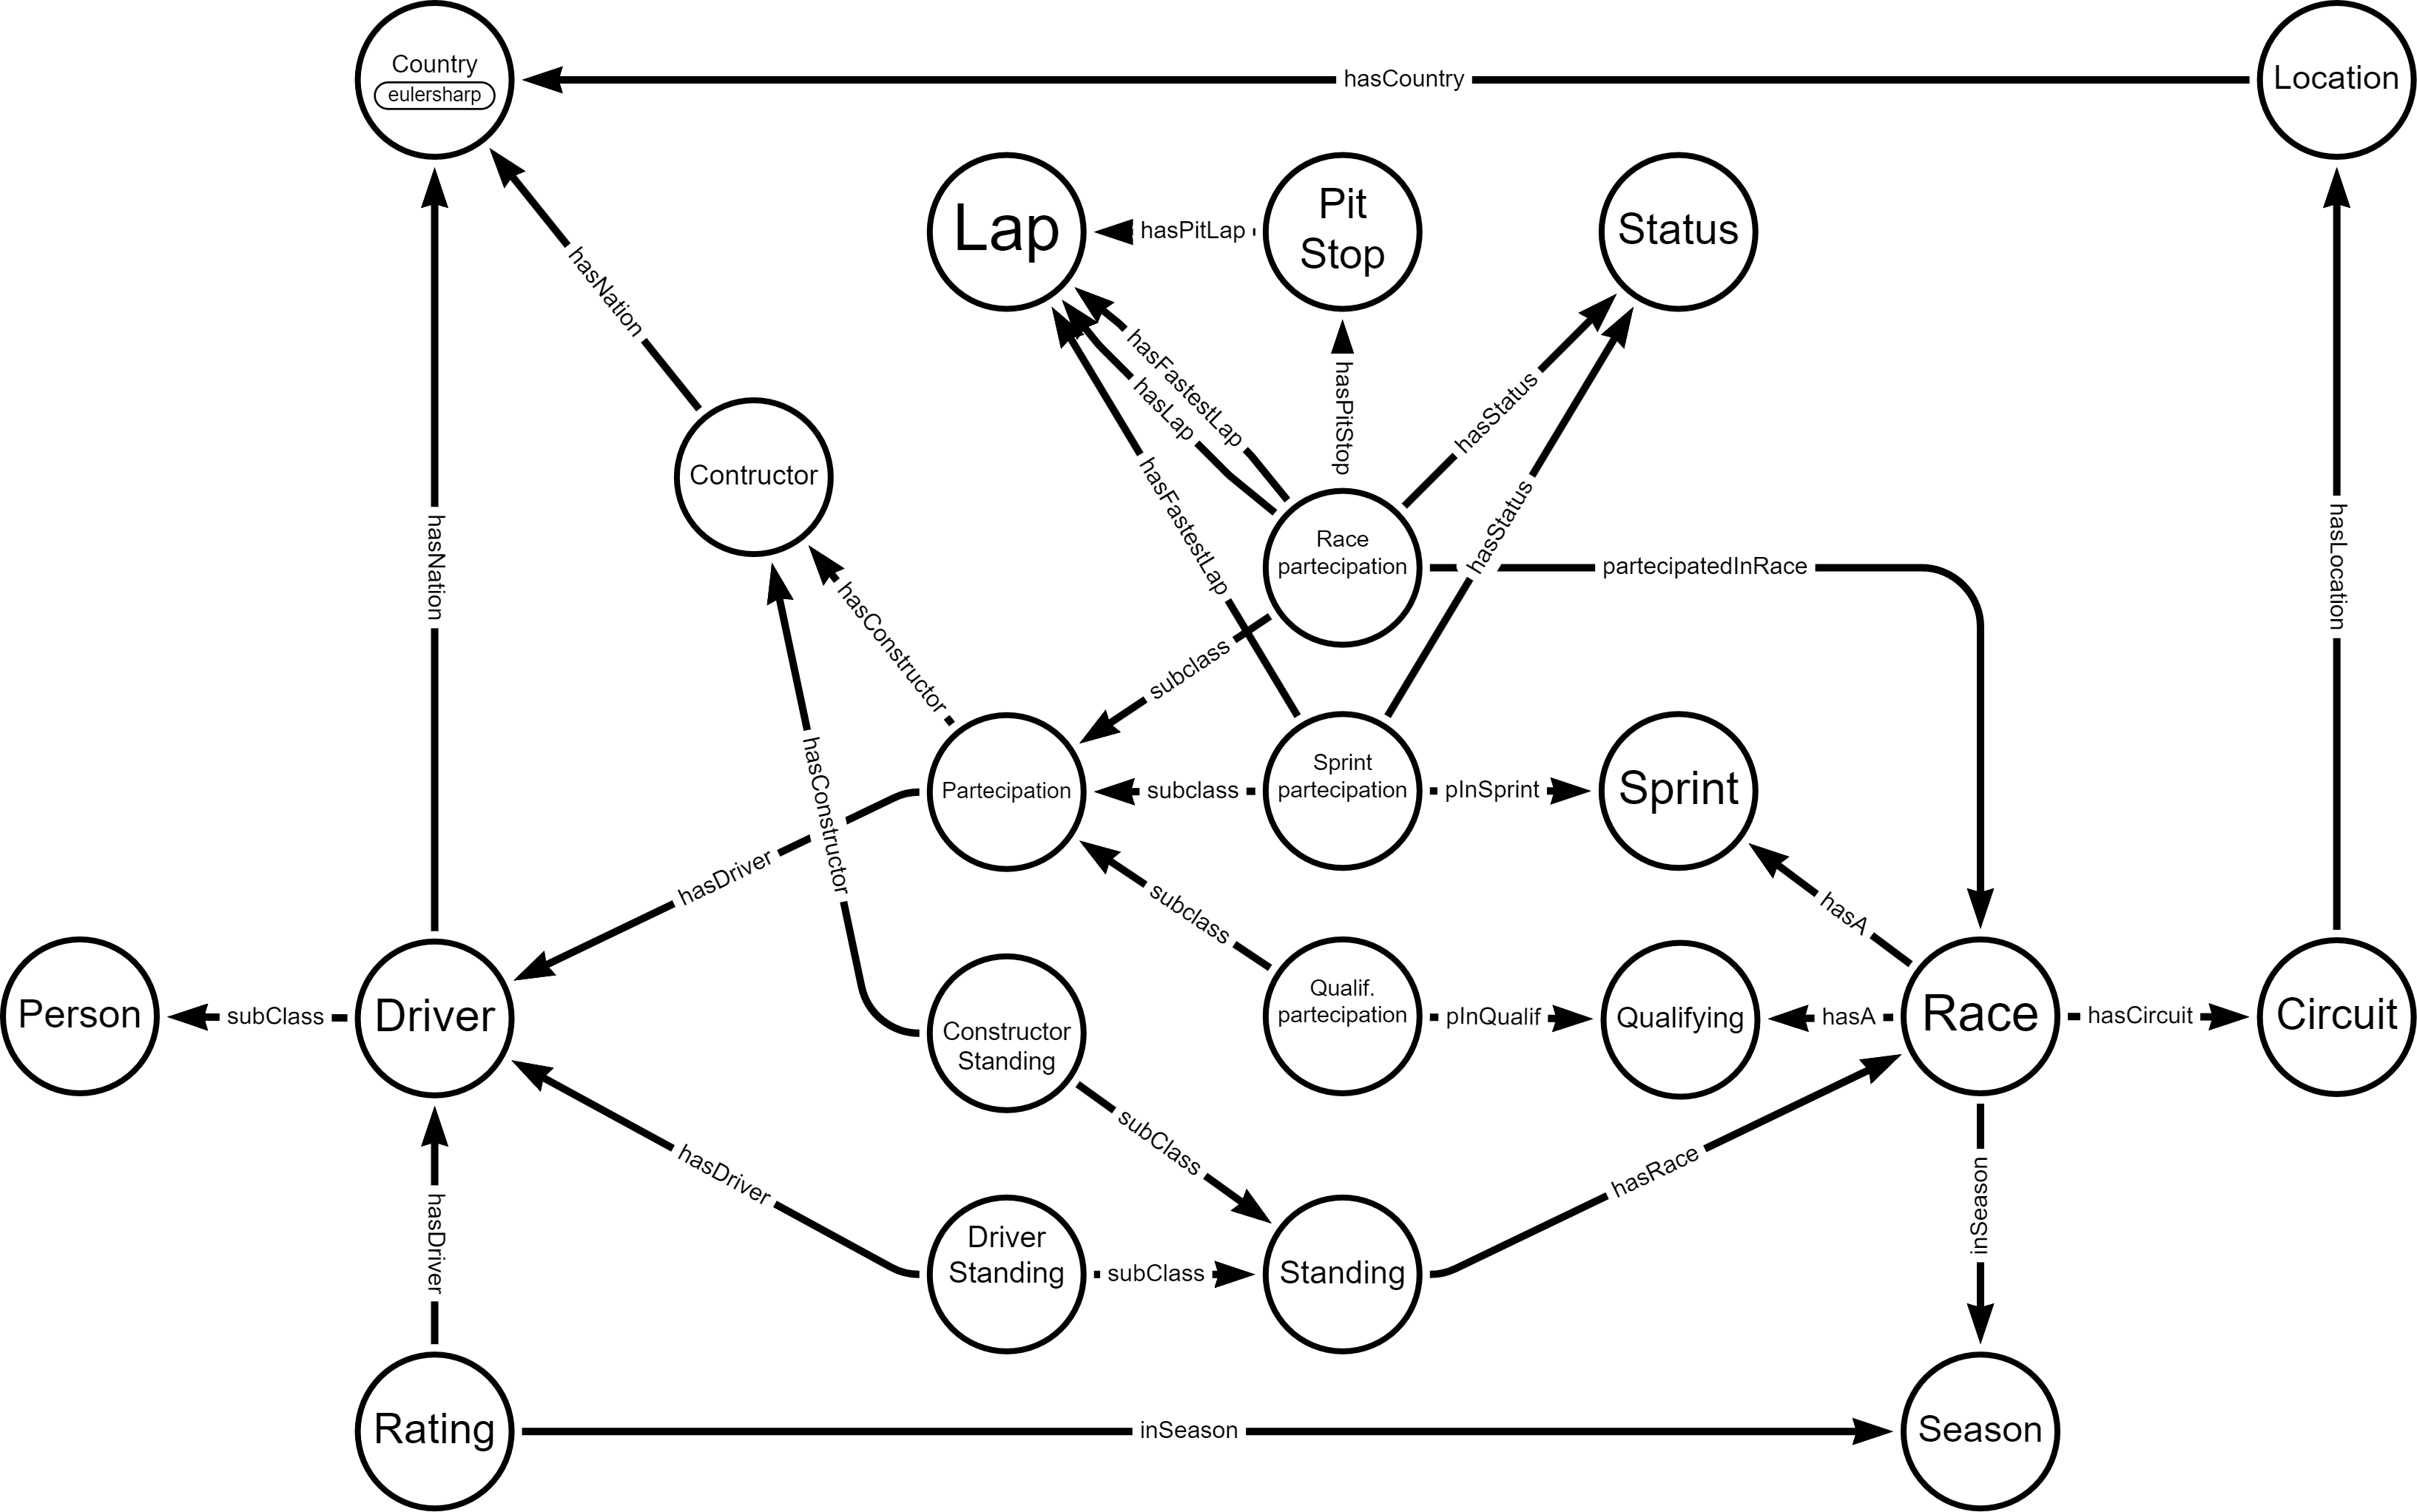 Country
eulersharp
hasCountry
Location
Lap
hasPitLap
Pit
Stop
Status
hasNation
hasFastestLap
hasLap
hasPitStop
hasStatus
Contructor
hasFastestLap
hasStatus
hasNation
Race
partecipation
partecipatedInRace
hasLocation
hasConstructor
subclass
hasConstructor
Partecipation
subclass
Sprint
partecipation
pInSprint
Sprint
hasDriver
subclass
hasA
Person
subClass
Driver
Constructor
Standing
Qualif.
partecipation
pInQualif
Qualifying
hasA
Race
hasCircuit
Circuit
subClass
hasDriver
hasRace
inSeason
hasDriver
Driver
Standing
subClass
Standing
Rating
inSeason
Season